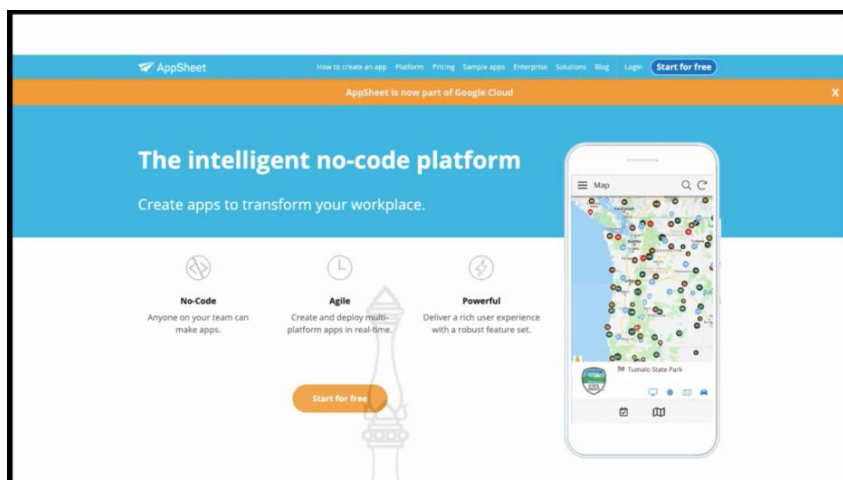 AppSheet
How to create an app Platform Pricing Sample apps Enterprise Solutions Blog Login Start for free
AppSheet is now part of Google Cloud X
The intelligent no-code platform
Create apps to transform your workplace.
Map
No-Code
Anyone on your team can
make apps.
Agile
Create and deploy multi-
platform apps in real-time.
Powerful
Deliver a rich user experience
with a robust feature set.
Tumalo State Park
Start for free